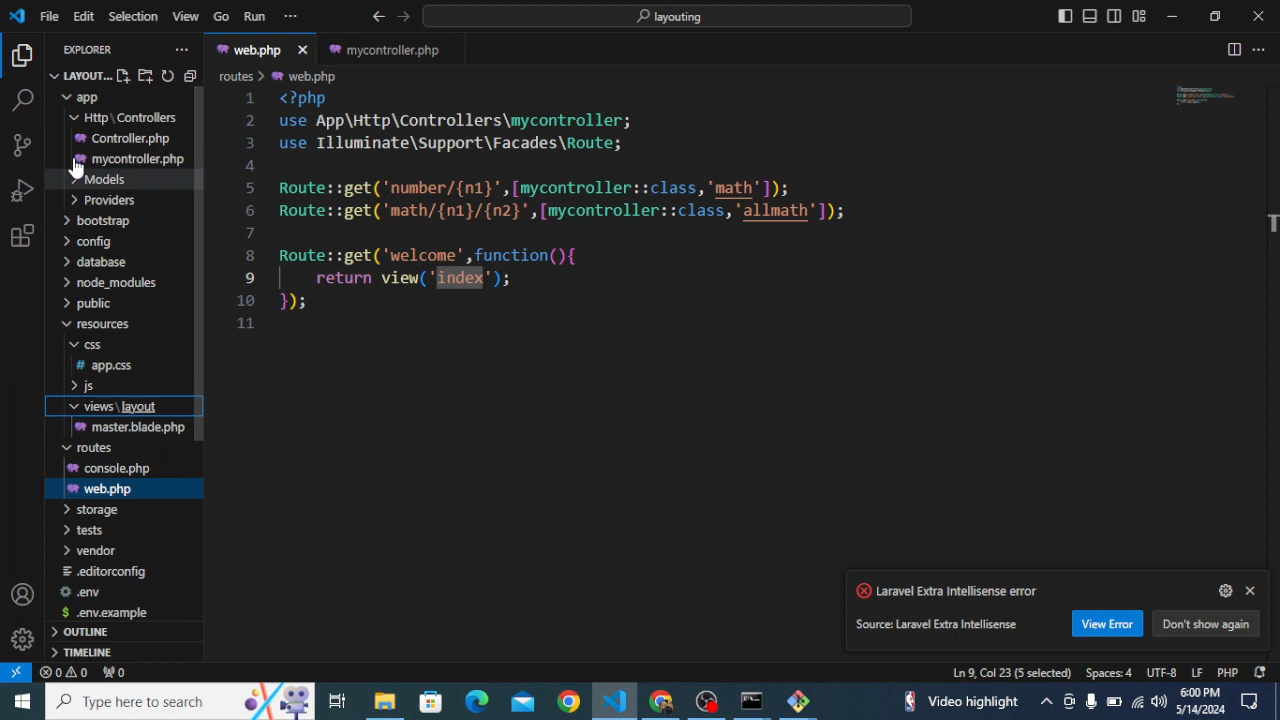 File Edit Selection View Go Run ··· layouting
EXPLORER ···
LAYOUT...
app
Http\Controllers
Controller.php
mycontroller.php
Models
Providers
bootstrap
config
database
node_modules
public
resources
css
# app.css
js
views\layout
master.blade.php
routes
console.php
web.php
storage
tests
vendor
.editorconfig
.env
$ .env.example
OUTLINE
TIMELINE
web.php mycontroller.php
routes > web.php
1 <?php
2 use App\Http\Controllers\mycontroller;
3 use Illuminate\Support\Facades\Route;
4
5 Route::get('number/{n1}',[mycontroller::class,'math']);
6 Route::get('math/{n1}/{n2}',[mycontroller::class,'allmath']);
7
8 Route::get('welcome',function(){
9 return view('index');
10 });
11
Laravel Extra Intellisense error
Source: Laravel Extra Intellisense View Error Don't show again
0 0 0 Ln 9, Col 23 (5 selected) Spaces: 4 UTF-8 LF PHP
Type here to search Video highlight 6:00 PM
5/14/2024